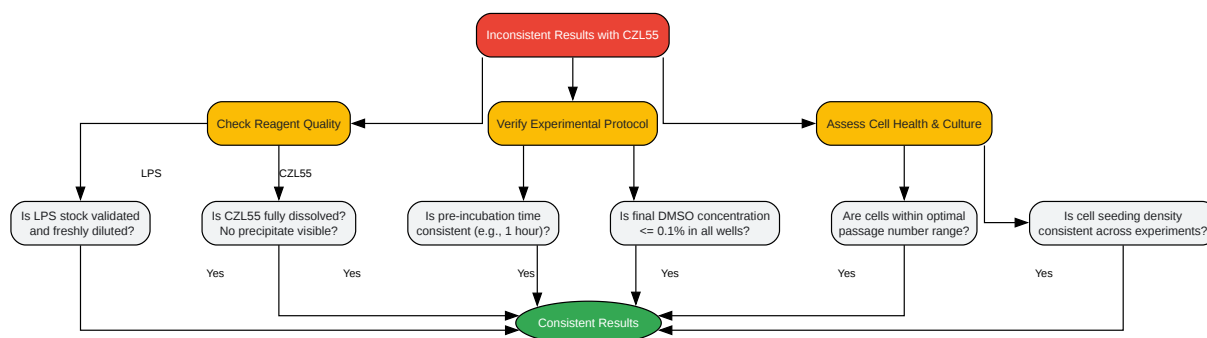 Inconsistent Results with CZL55
Check Reagent Quality
Verify Experimental Protocol
Assess Cell Health & Culture
LPS
CZL55
Is LPS stock validated
and freshly diluted?
Is CZL55 fully dissolved?
No precipitate visible?
Is pre-incubation time
consistent (e.g., 1 hour)?
Is final DMSO concentration
<= 0.1% in all wells?
Are cells within optimal
passage number range?
Is cell seeding density
consistent across experiments?
Yes
Yes
Yes
Yes
Yes
Yes
Consistent Results